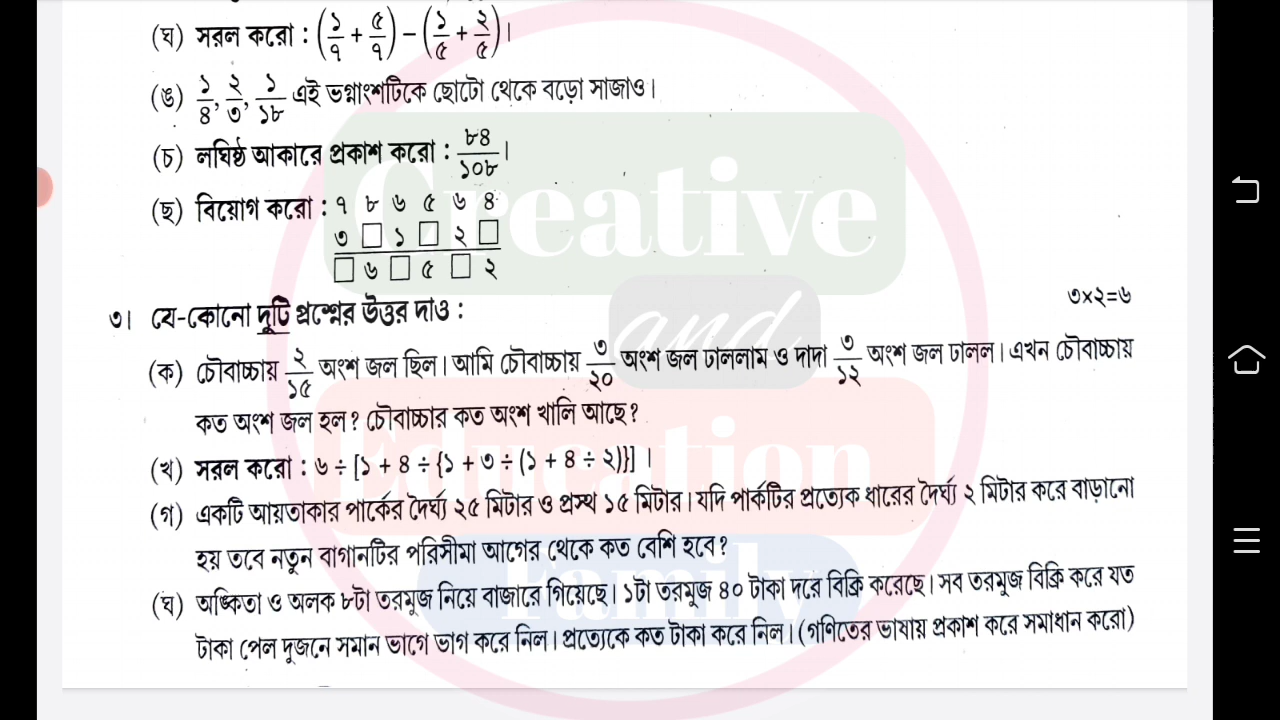 (ঘ) সরল করো : (১/৭ + ৫/৭) − (১/৫ + ২/৫)।
(ঙ) ১/৪, ২/৩, ১/১৮ এই ভগ্নাংশটিকে ছোটো থেকে বড়ো সাজাও।
(চ) লঘিষ্ঠ আকারে প্রকাশ করো : ৮৪/১০৮।
(ছ) বিয়োগ করো : ৭ ৮ ৬ ৫ ৬ ৪
৩ □ ১ □ ২ □
□ ৬ □ ৫ □ ২
৩। যে-কোনো দুটি প্রশ্নের উত্তর দাও : ৩×২=৬
(ক) চৌবাচ্চায় ২/১৫ অংশ জল ছিল। আমি চৌবাচ্চায় ৩/২০ অংশ জল ঢাললাম ও দাদা ৩/১২ অংশ জল ঢালল। এখন চৌবাচ্চায়
কত অংশ জল হল? চৌবাচ্চার কত অংশ খালি আছে?
(খ) সরল করো : ৬ ÷ [১ + ৪ ÷ {১ + ৩ ÷ (১ + ৪ ÷ ২)}] ।
(গ) একটি আয়তাকার পার্কের দৈর্ঘ্য ২৫ মিটার ও প্রস্থ ১৫ মিটার। যদি পার্কটির প্রত্যেক ধারের দৈর্ঘ্য ২ মিটার করে বাড়ানো
হয় তবে নতুন বাগানটির পরিসীমা আগের থেকে কত বেশি হবে?
(ঘ) অঙ্কিতা ও অলক ৮টা তরমুজ নিয়ে বাজারে গিয়েছে। ১টা তরমুজ ৪০ টাকা দরে বিক্রি করেছে। সব তরমুজ বিক্রি করে যত
টাকা পেল দুজনে সমান ভাগে ভাগ করে নিল। প্রত্যেকে কত টাকা করে নিল। (গণিতের ভাষায় প্রকাশ করে সমাধান করো)
Creative
and
Education
Family